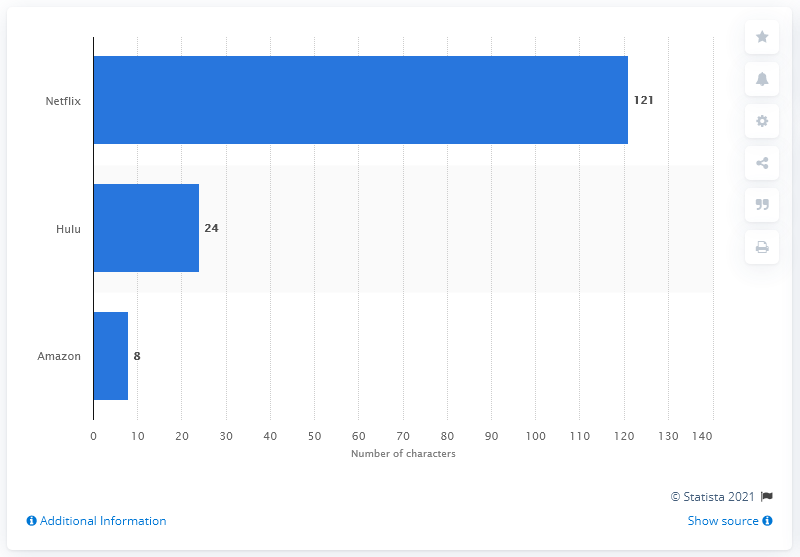 Netflix
121
Hulu
24
Amazon
8
0 10 20 30 40 50 60 70 80 90 100 110 120 130 140
Number of characters
© Statista 2021
Additional Information
Show source